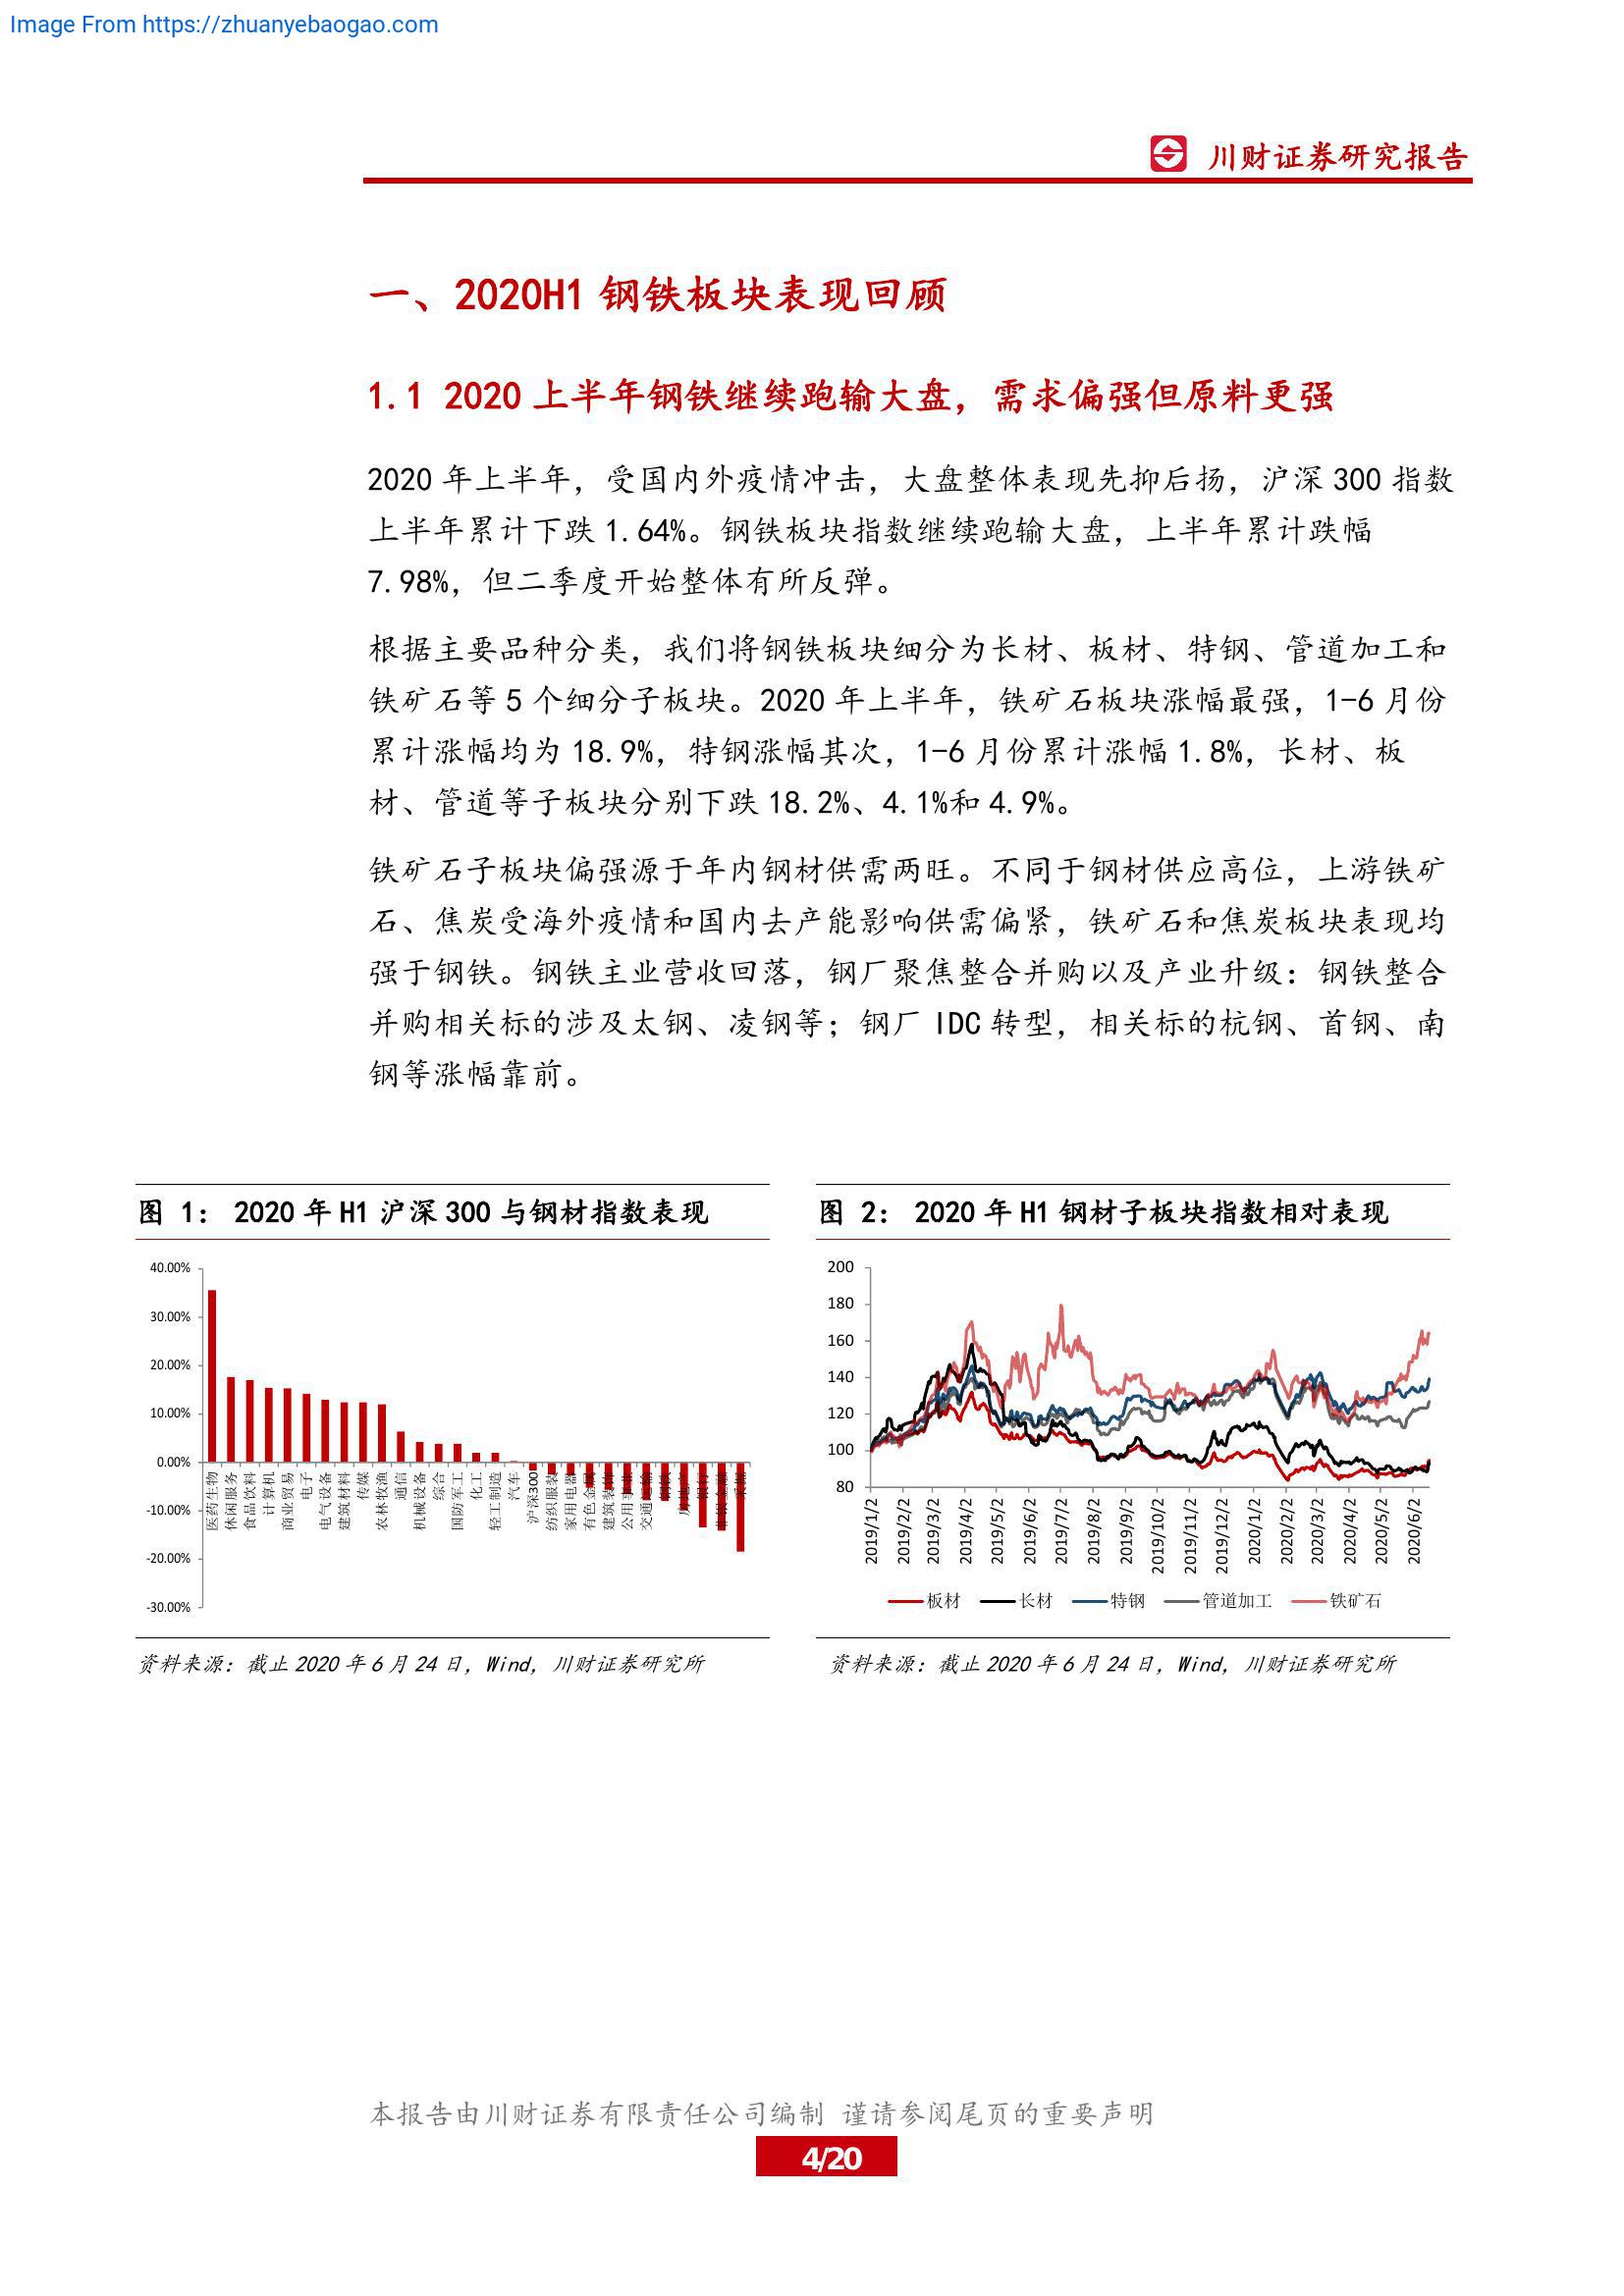 Image From https://zhuanyebaogao.com
川财证券研究报告
一、2020H1 钢铁板块表现回顾
1.1 2020 上半年钢铁继续跑输大盘，需求偏强但原料更强
2020 年上半年，受国内外疫情冲击，大盘整体表现先抑后扬，沪深 300 指数
上半年累计下跌 1.64%。钢铁板块指数继续跑输大盘，上半年累计跌幅
7.98%，但二季度开始整体有所反弹。
根据主要品种分类，我们将钢铁板块细分为长材、板材、特钢、管道加工和
铁矿石等 5 个细分子板块。2020 年上半年，铁矿石板块涨幅最强，1-6 月份
累计涨幅均为 18.9%，特钢涨幅其次，1-6 月份累计涨幅 1.8%，长材、板
材、管道等子板块分别下跌 18.2%、4.1%和 4.9%。
铁矿石子板块偏强源于年内钢材供需两旺。不同于钢材供应高位，上游铁矿
石、焦炭受海外疫情和国内去产能影响供需偏紧，铁矿石和焦炭板块表现均
强于钢铁。钢铁主业营收回落，钢厂聚焦整合并购以及产业升级：钢铁整合
并购相关标的涉及太钢、凌钢等；钢厂 IDC 转型，相关标的杭钢、首钢、南
钢等涨幅靠前。
图 1： 2020 年 H1 沪深 300 与钢材指数表现
40.00%
30.00%
20.00%
10.00%
0.00%
-10.00%
-20.00%
-30.00%
医药生物
休闲服务
食品饮料
计算机
商业贸易
电子
电气设备
建筑材料
传媒
农林牧渔
通信
机械设备
综合
国防军工
化工
轻工制造
汽车
沪深300
纺织服装
家用电器
有色金属
建筑装饰
公用事业
交通运输
钢铁
房地产
银行
非银金融
采掘
资料来源：截止 2020 年 6 月 24 日，Wind，川财证券研究所
图 2： 2020 年 H1 钢材子板块指数相对表现
200
180
160
140
120
100
80
2019/1/2
2019/2/2
2019/3/2
2019/4/2
2019/5/2
2019/6/2
2019/7/2
2019/8/2
2019/9/2
2019/10/2
2019/11/2
2019/12/2
2020/1/2
2020/2/2
2020/3/2
2020/4/2
2020/5/2
2020/6/2
板材 长材 特钢 管道加工 铁矿石
资料来源：截止 2020 年 6 月 24 日，Wind，川财证券研究所
本报告由川财证券有限责任公司编制 谨请参阅尾页的重要声明
4/20